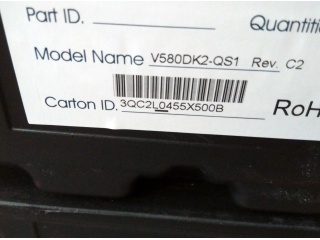 Part ID.
Quantiti
Model Name V580DK2-QS1 Rev. C2
Carton ID. 3QC2L0455X500B
RoH